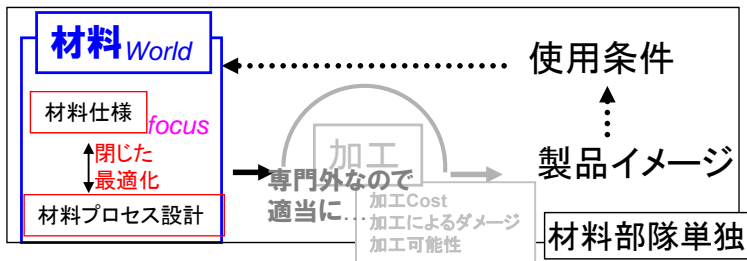 材料World
使用条件
材料仕様
focus
閉じた
最適化
加工
専門外なので
適当に…
製品イメージ
材料プロセス設計
加工Cost
加工によるダメージ
加工可能性
材料部隊単独